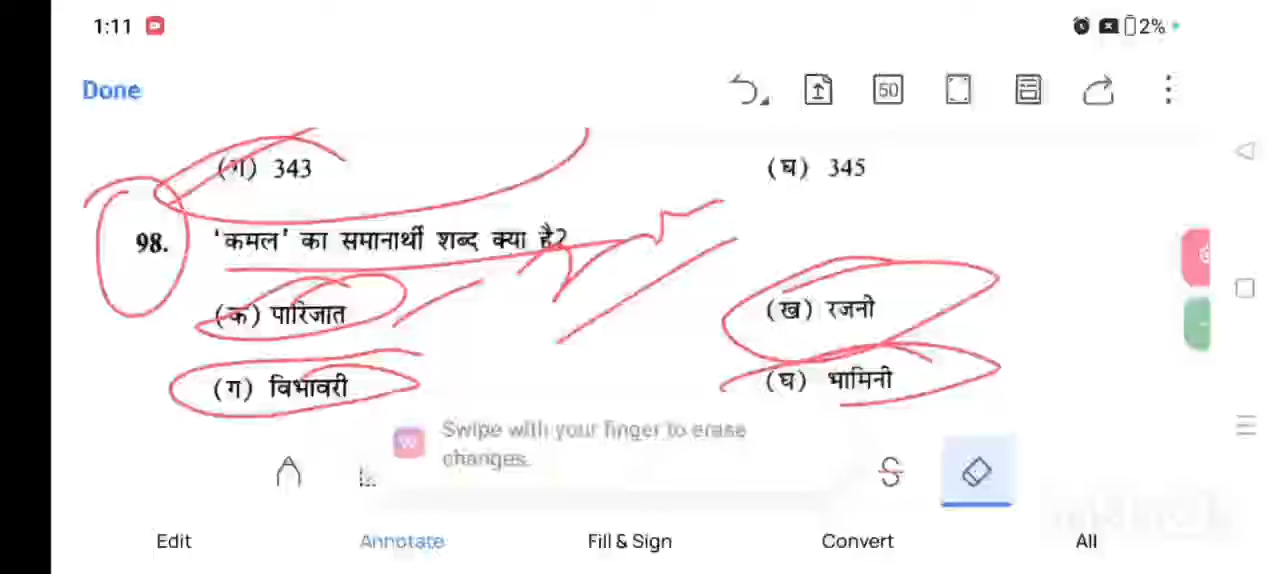 1:11 2%
Done 50
(ग) 343 (घ) 345
98. 'कमल' का समानार्थी शब्द क्या है?
(क) पारिजात (ख) रजनी
(ग) विभावरी (घ) भामिनी
Swipe with your finger to erase
changes.
Edit Annotate Fill & Sign Convert All